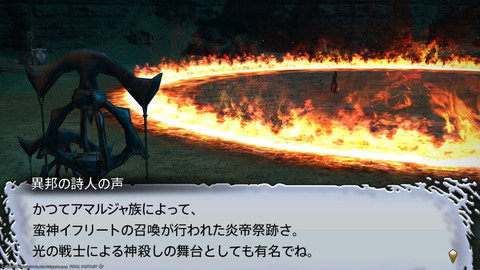 異邦の詩人の声
かつてアマルジャ族によって、
蛮神イフリートの召喚が行われた炎帝祭跡さ。
光の戦士による神殺しの舞台としても有名でね。